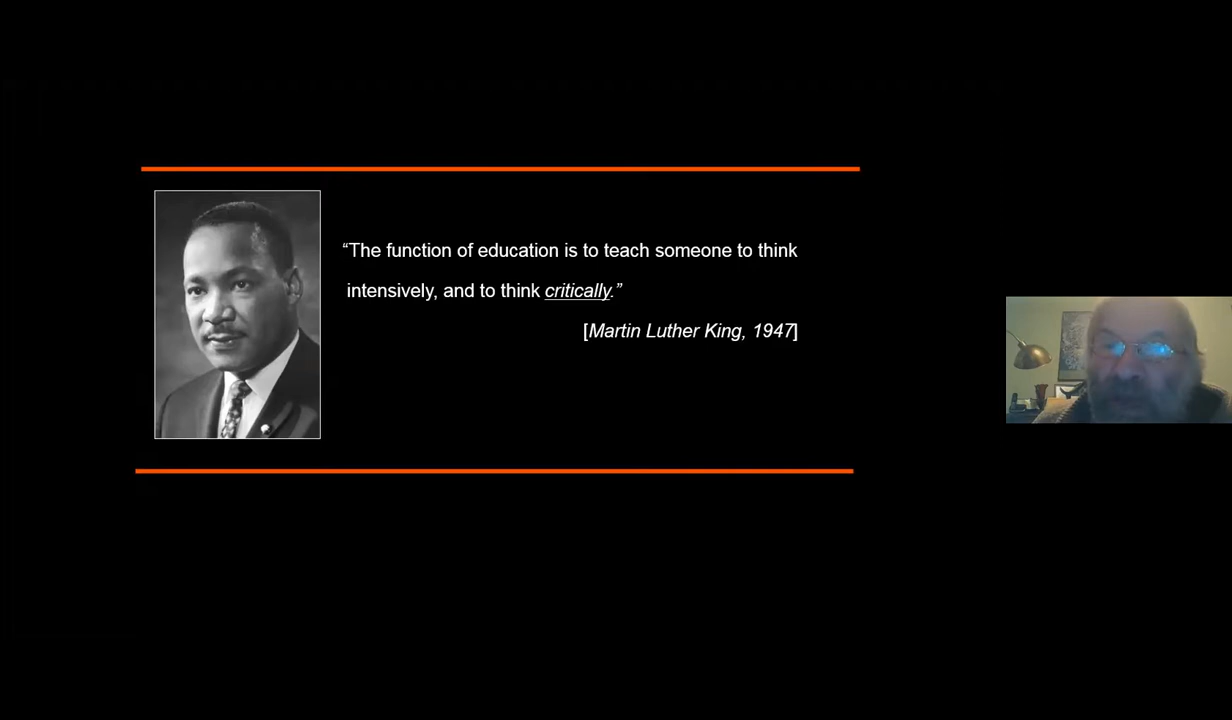 “The function of education is to teach someone to think
intensively, and to think critically.”
[Martin Luther King, 1947]